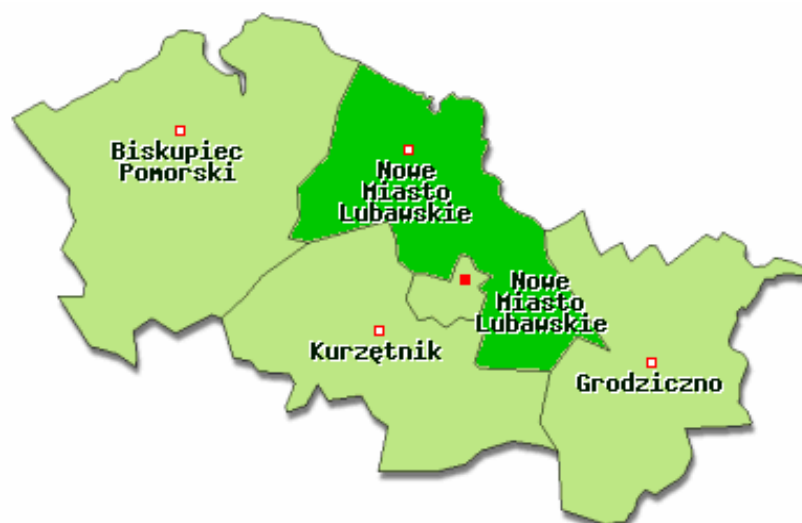 Biskupiec
Pomorski
Nowe
Miasto
Lubawskie
Nowe
Miasto
Lubawskie
Kurzętnik
Grodziczno